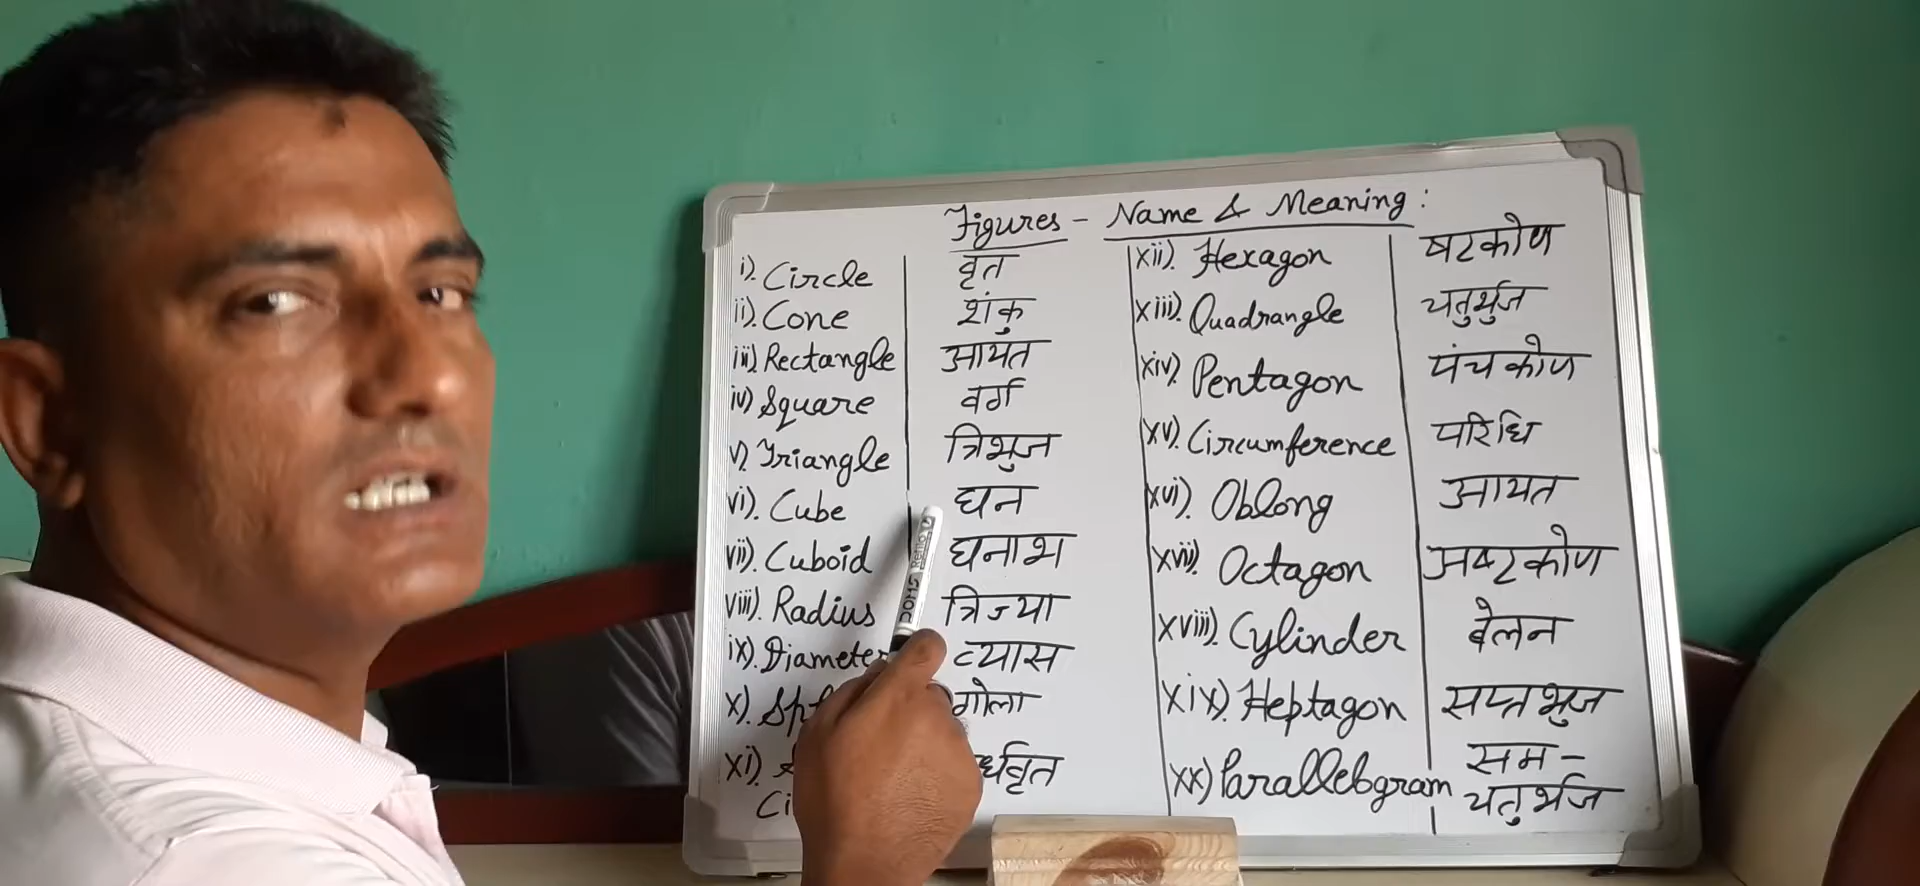 Figures - Name & Meaning :
i). Circle वृत
ii). Cone शंकु
iii) Rectangle आयत
iv) Square वर्ग
v). Triangle त्रिभुज
vi). Cube घन
vii). Cuboid घनाभ
viii). Radius त्रिज्या
ix). Diameter व्यास
x). गोला
xi).
xii). Hexagon षटकोण
xiii). Quadrangle चतुर्भुज
xiv). Pentagon पंचकोण
xv). Circumference परिधि
xvi). Oblong आयत
xvii). Octagon अष्टकोण
xviii). Cylinder बेलन
xix). Heptagon सप्तभुज
xx) Parallelogram सम-
चतुर्भुज
DOMS